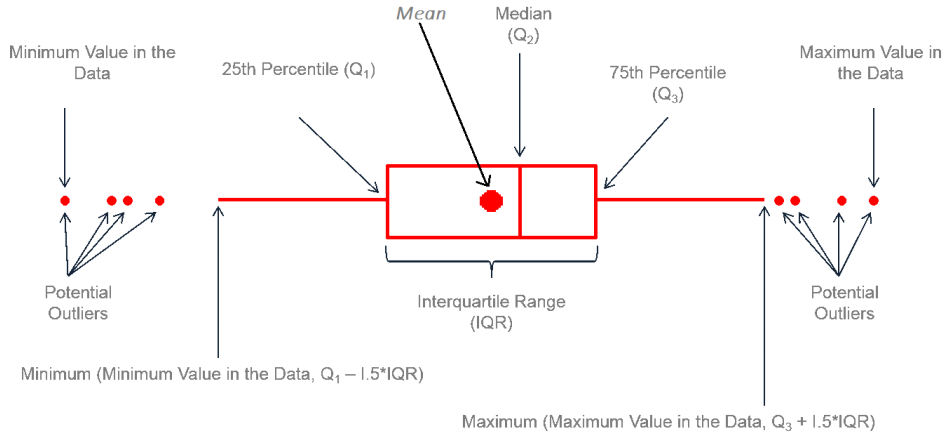 Mean
Median
(Q₂)
Minimum Value in the
Data
25th Percentile (Q₁)
75th Percentile
(Q₃)
Maximum Value in
the Data
Potential
Outliers
Interquartile Range
(IQR)
Potential
Outliers
Minimum (Minimum Value in the Data, Q₁ – I.5*IQR)
Maximum (Maximum Value in the Data, Q₃ + I.5*IQR)